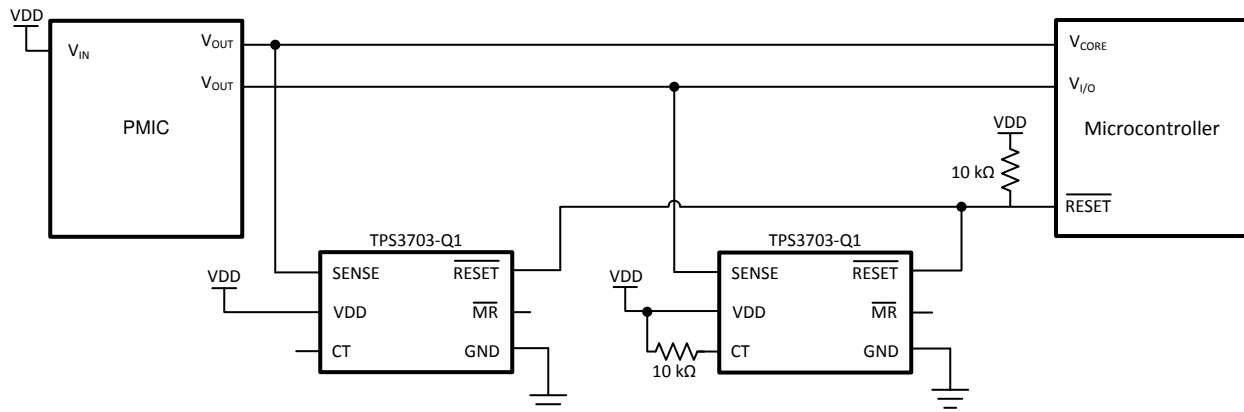 VDD
VIN
VOUT
VOUT
PMIC
VCORE
VI/O
Microcontroller
VDD
10 kΩ
RESET
TPS3703-Q1
VDD
SENSE
RESET
VDD
MR
CT
GND
TPS3703-Q1
VDD
SENSE
RESET
VDD
MR
CT
GND
10 kΩ